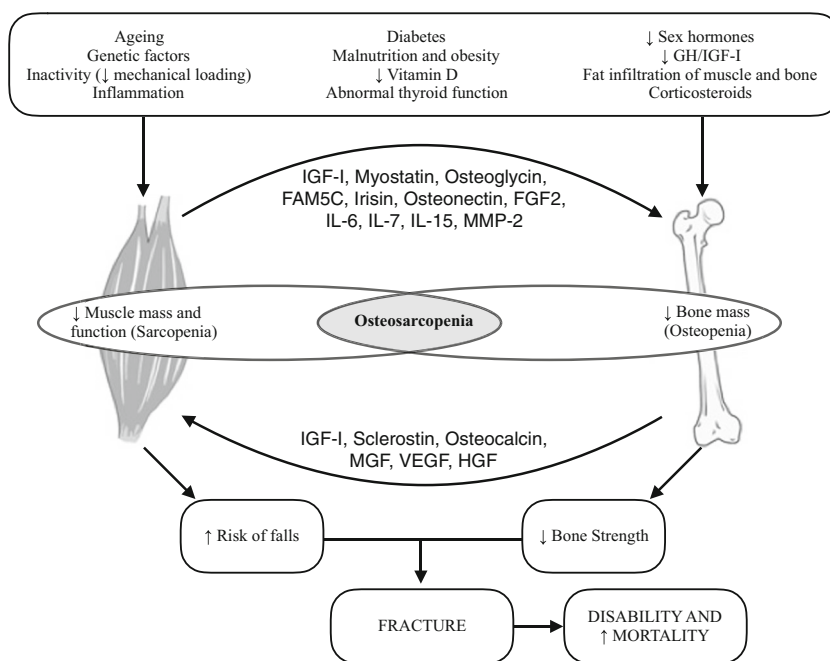 Ageing
Genetic factors
Inactivity (↓ mechanical loading)
Inflammation
Diabetes
Malnutrition and obesity
↓ Vitamin D
Abnormal thyroid function
↓ Sex hormones
↓ GH/IGF-I
Fat infiltration of muscle and bone
Corticosteroids
IGF-I, Myostatin, Osteoglycin,
FAM5C, Irisin, Osteonectin, FGF2,
IL-6, IL-7, IL-15, MMP-2
↓ Muscle mass and
function (Sarcopenia)
Osteosarcopenia
↓ Bone mass
(Osteopenia)
IGF-I, Sclerostin, Osteocalcin,
MGF, VEGF, HGF
↑ Risk of falls
↓ Bone Strength
FRACTURE
DISABILITY AND
↑ MORTALITY